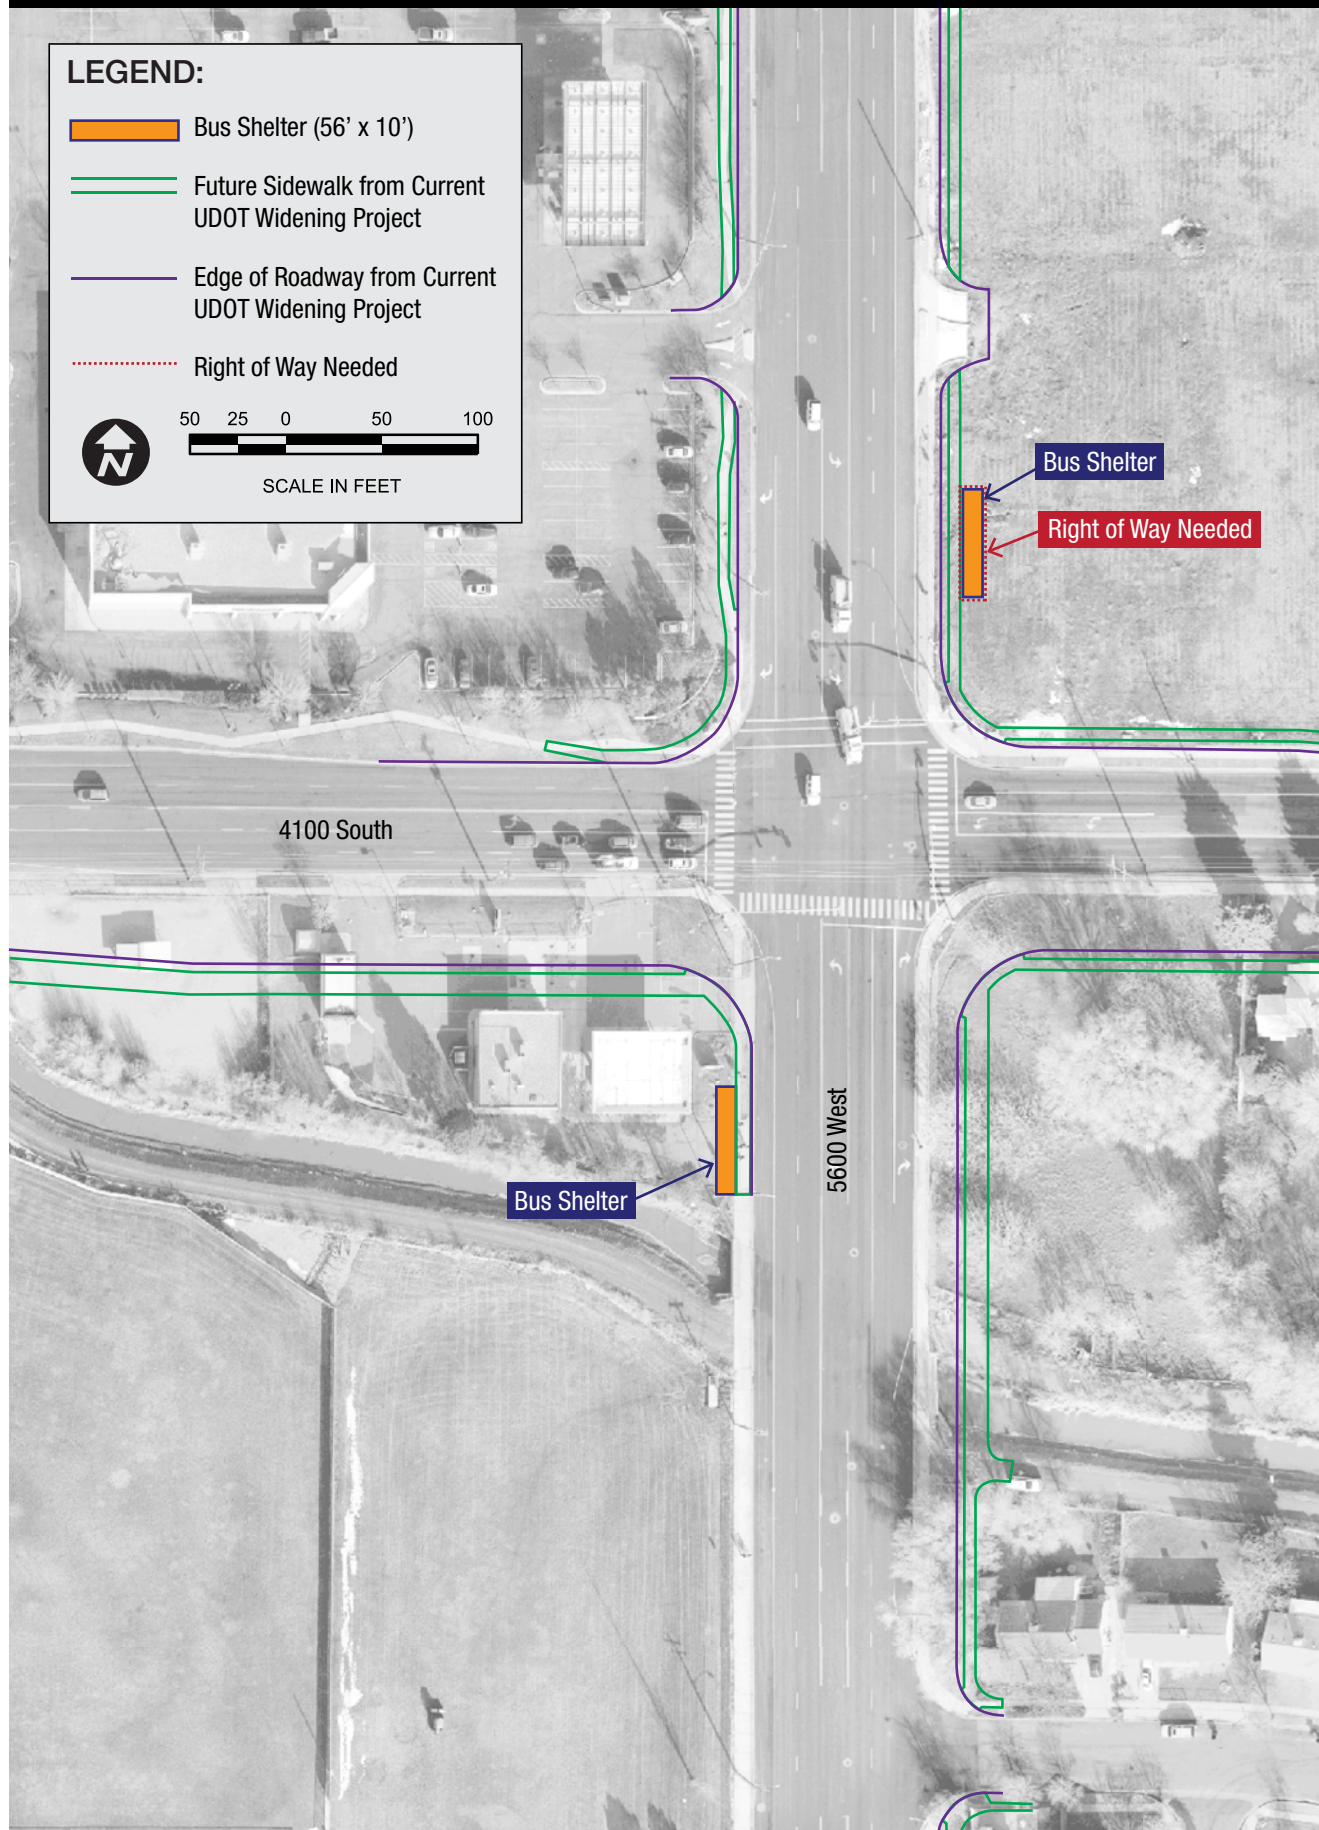 LEGEND:
Bus Shelter (56’ x 10’)
Future Sidewalk from Current
UDOT Widening Project
Edge of Roadway from Current
UDOT Widening Project
Right of Way Needed
N
50 25 0 50 100
SCALE IN FEET
Bus Shelter
Right of Way Needed
4100 South
5600 West
Bus Shelter